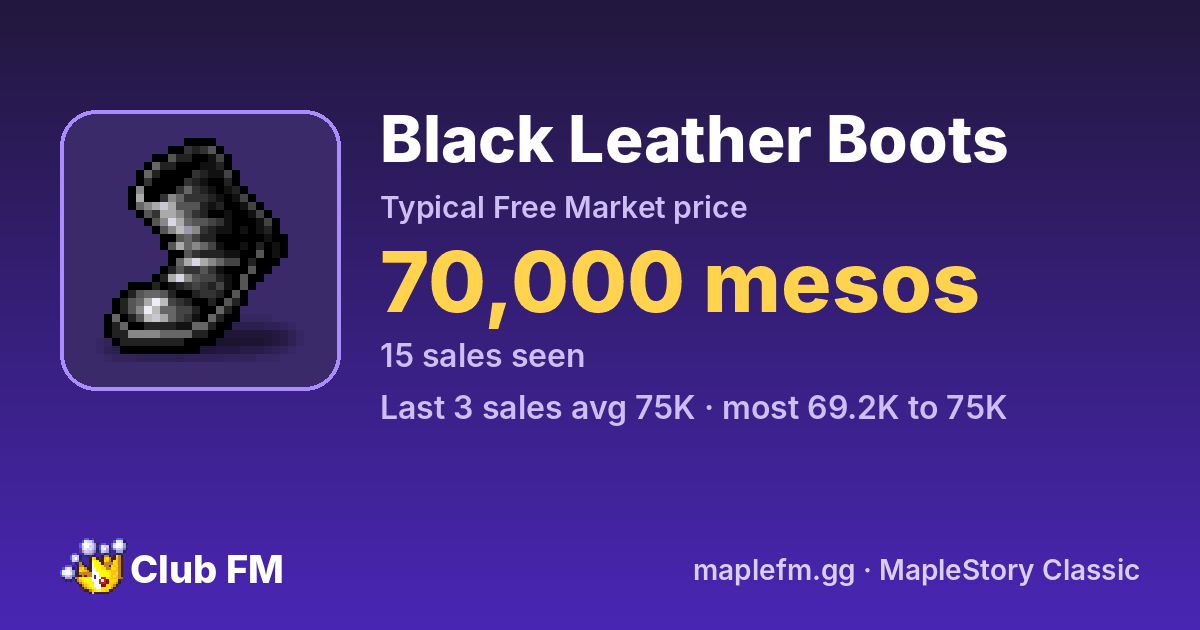 Black Leather Boots
Typical Free Market price
70,000 mesos
15 sales seen
Last 3 sales avg 75K · most 69.2K to 75K
Club FM
maplefm.gg · MapleStory Classic